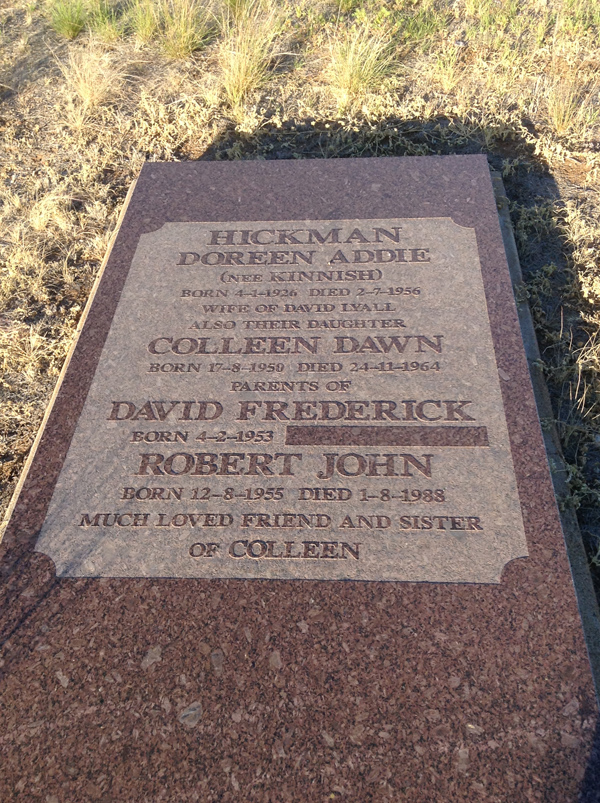 HICKMAN
DOREEN ADDIE
(NEE KINNISH)
BORN 4-1-1926 DIED 2-7-1956
WIFE OF DAVID LYALL
ALSO THEIR DAUGHTER
COLLEEN DAWN
BORN 17-8-1950 DIED 24-11-1964
PARENTS OF
DAVID FREDERICK
BORN 4-2-1953
ROBERT JOHN
BORN 12-8-1955 DIED 1-8-1988
MUCH LOVED FRIEND AND SISTER
OF COLLEEN